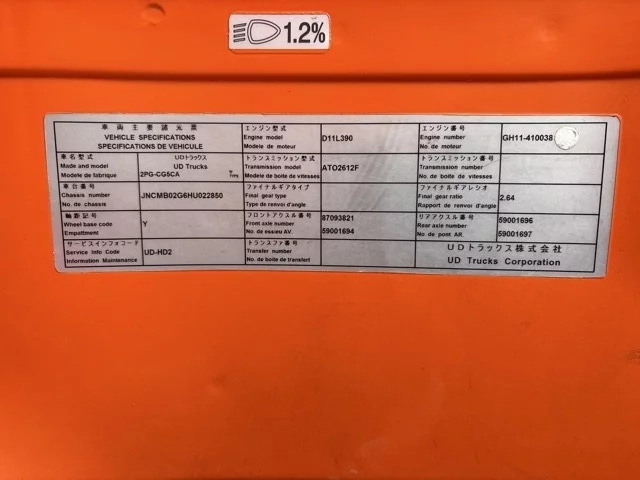 1.2%
車両主要諸元表
VEHICLE SPECIFICATIONS
SPECIFICATIONS DE VEHICULE
エンジン型式
Engine model
Modele de moteur
D11L390
エンジン番号
Engine number
No. de moteur
GH11-410038
車名型式
Made and model
Modele de fabrique
UDトラックス
UD Trucks
2PG-CG5CA
TYPE
トランスミッション型式
Transmission model
Modele de boite de vitesses
ATO2612F
トランスミッション番号
Transmission number
No. de boite de vitesses
車台番号
Chassis number
No. de chassis
JNCMB02G6HU022850
ファイナルギアタイプ
Final gear type
Type de renvoi d'angle
ファイナルギアレシオ
Final gear ratio
Rapport de renvoi d'angle
2.64
軸距記号
Wheel base code
Empattement
Y
フロントアクスル番号
Front axle number
No. de essieu AV.
87093821
59001694
リヤアクスル番号
Rear axle number
No. de pont AR.
59001696
59001697
サービスインフォコード
Service Info Code
Information Maintenance
UD-HD2
トランスファ番号
Transfer number
No. de boite de transfert
UDトラックス株式会社
UD Trucks Corporation